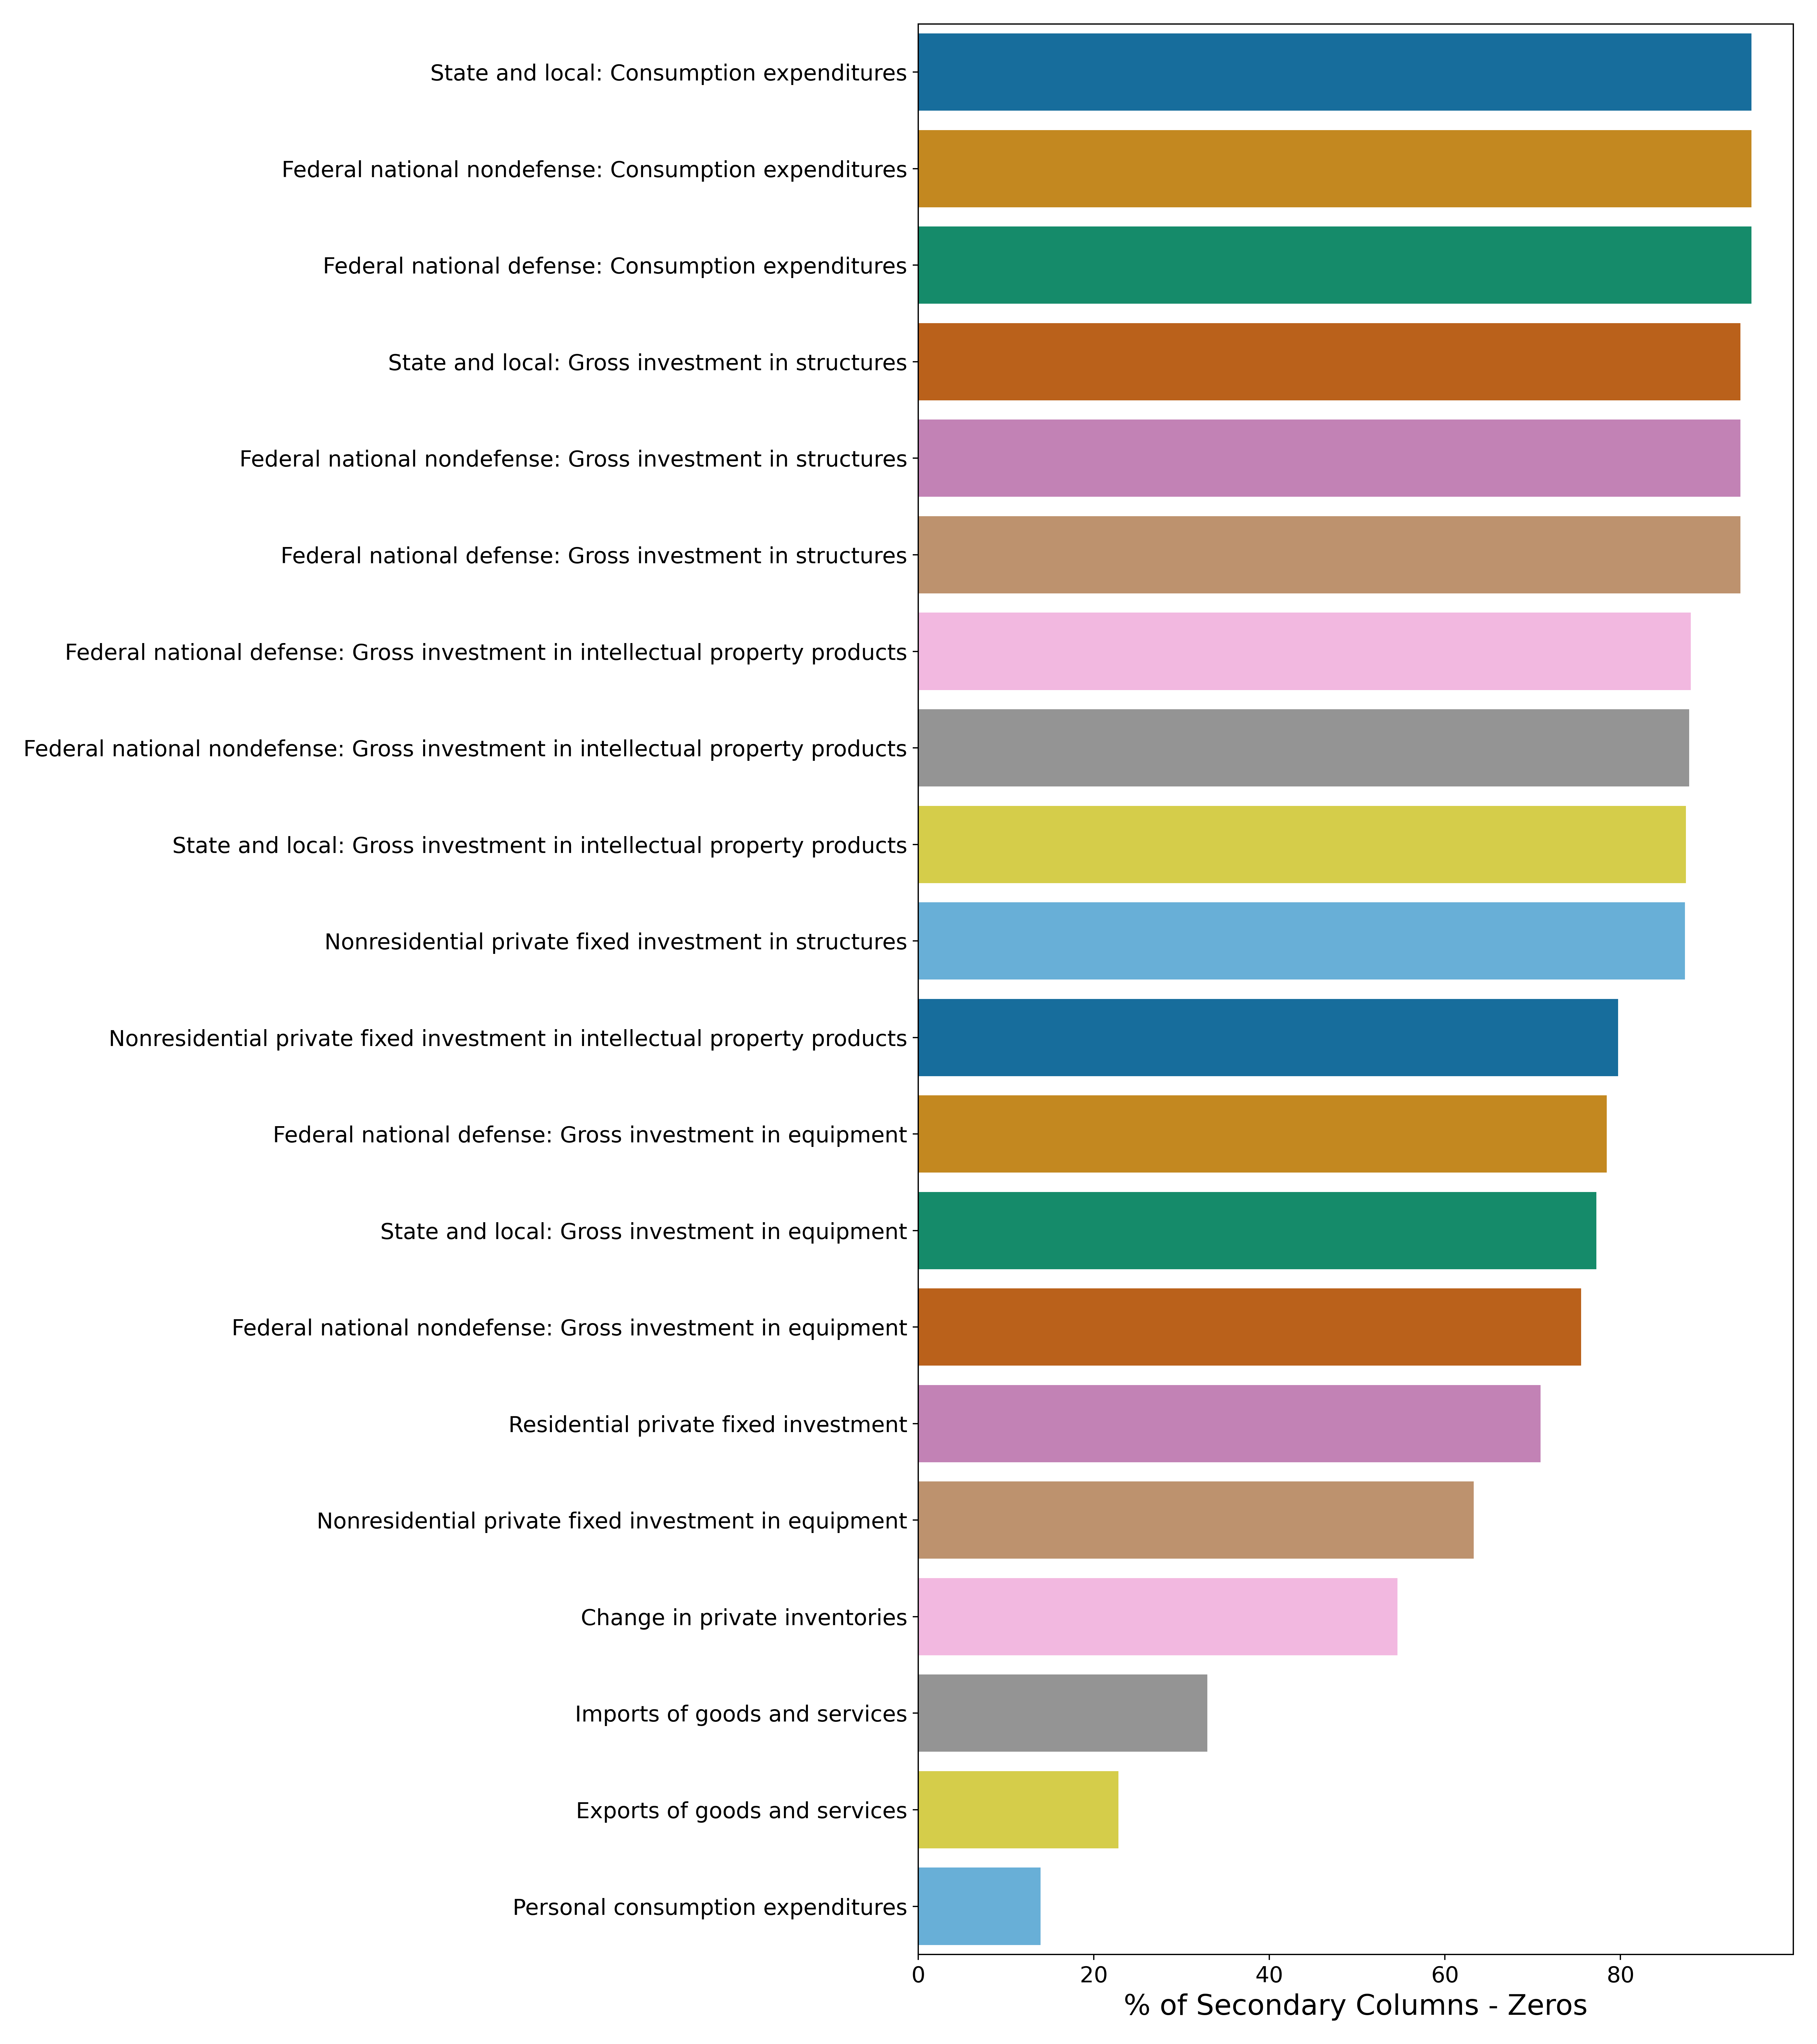 State and local: Consumption expenditures
Federal national nondefense: Consumption expenditures
Federal national defense: Consumption expenditures
State and local: Gross investment in structures
Federal national nondefense: Gross investment in structures
Federal national defense: Gross investment in structures
Federal national defense: Gross investment in intellectual property products
Federal national nondefense: Gross investment in intellectual property products
State and local: Gross investment in intellectual property products
Nonresidential private fixed investment in structures
Nonresidential private fixed investment in intellectual property products
Federal national defense: Gross investment in equipment
State and local: Gross investment in equipment
Federal national nondefense: Gross investment in equipment
Residential private fixed investment
Nonresidential private fixed investment in equipment
Change in private inventories
Imports of goods and services
Exports of goods and services
Personal consumption expenditures
0 20 40 60 80
% of Secondary Columns - Zeros